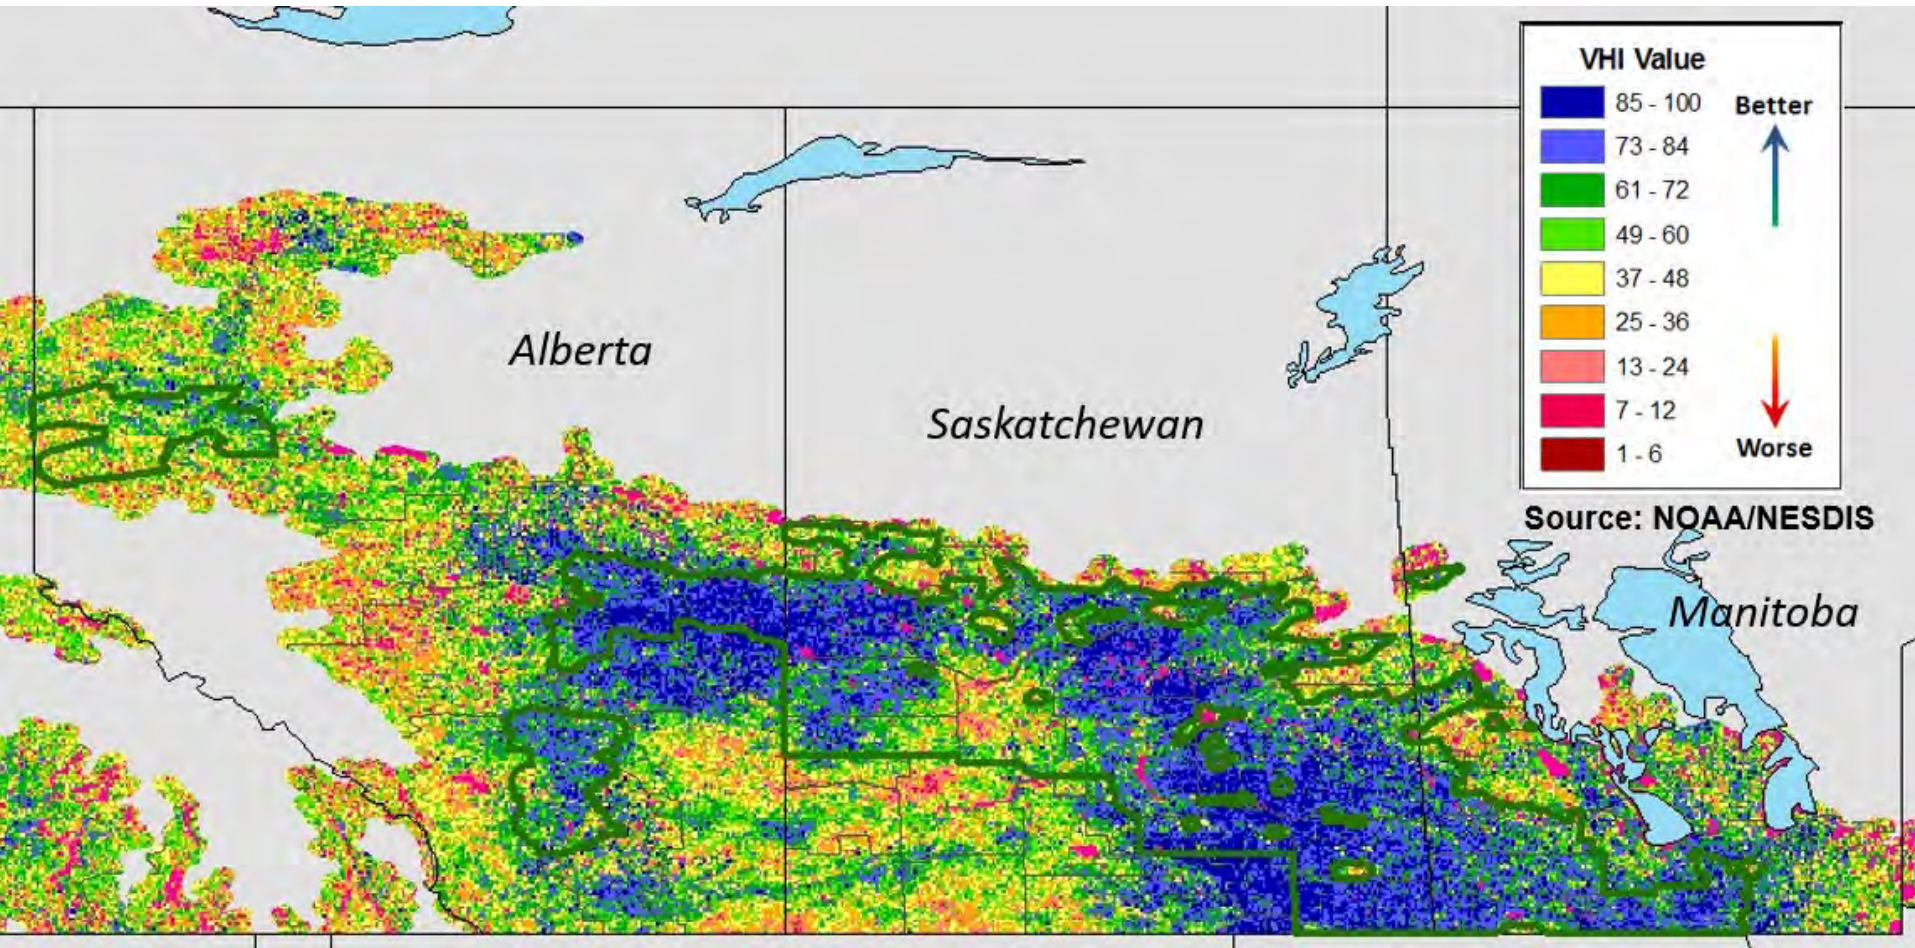 VHI Value
85 - 100
Better
73 - 84
61 - 72
49 - 60
37 - 48
25 - 36
13 - 24
7 - 12
1 - 6
Worse
Source: NOAA/NESDIS
Alberta
Saskatchewan
Manitoba